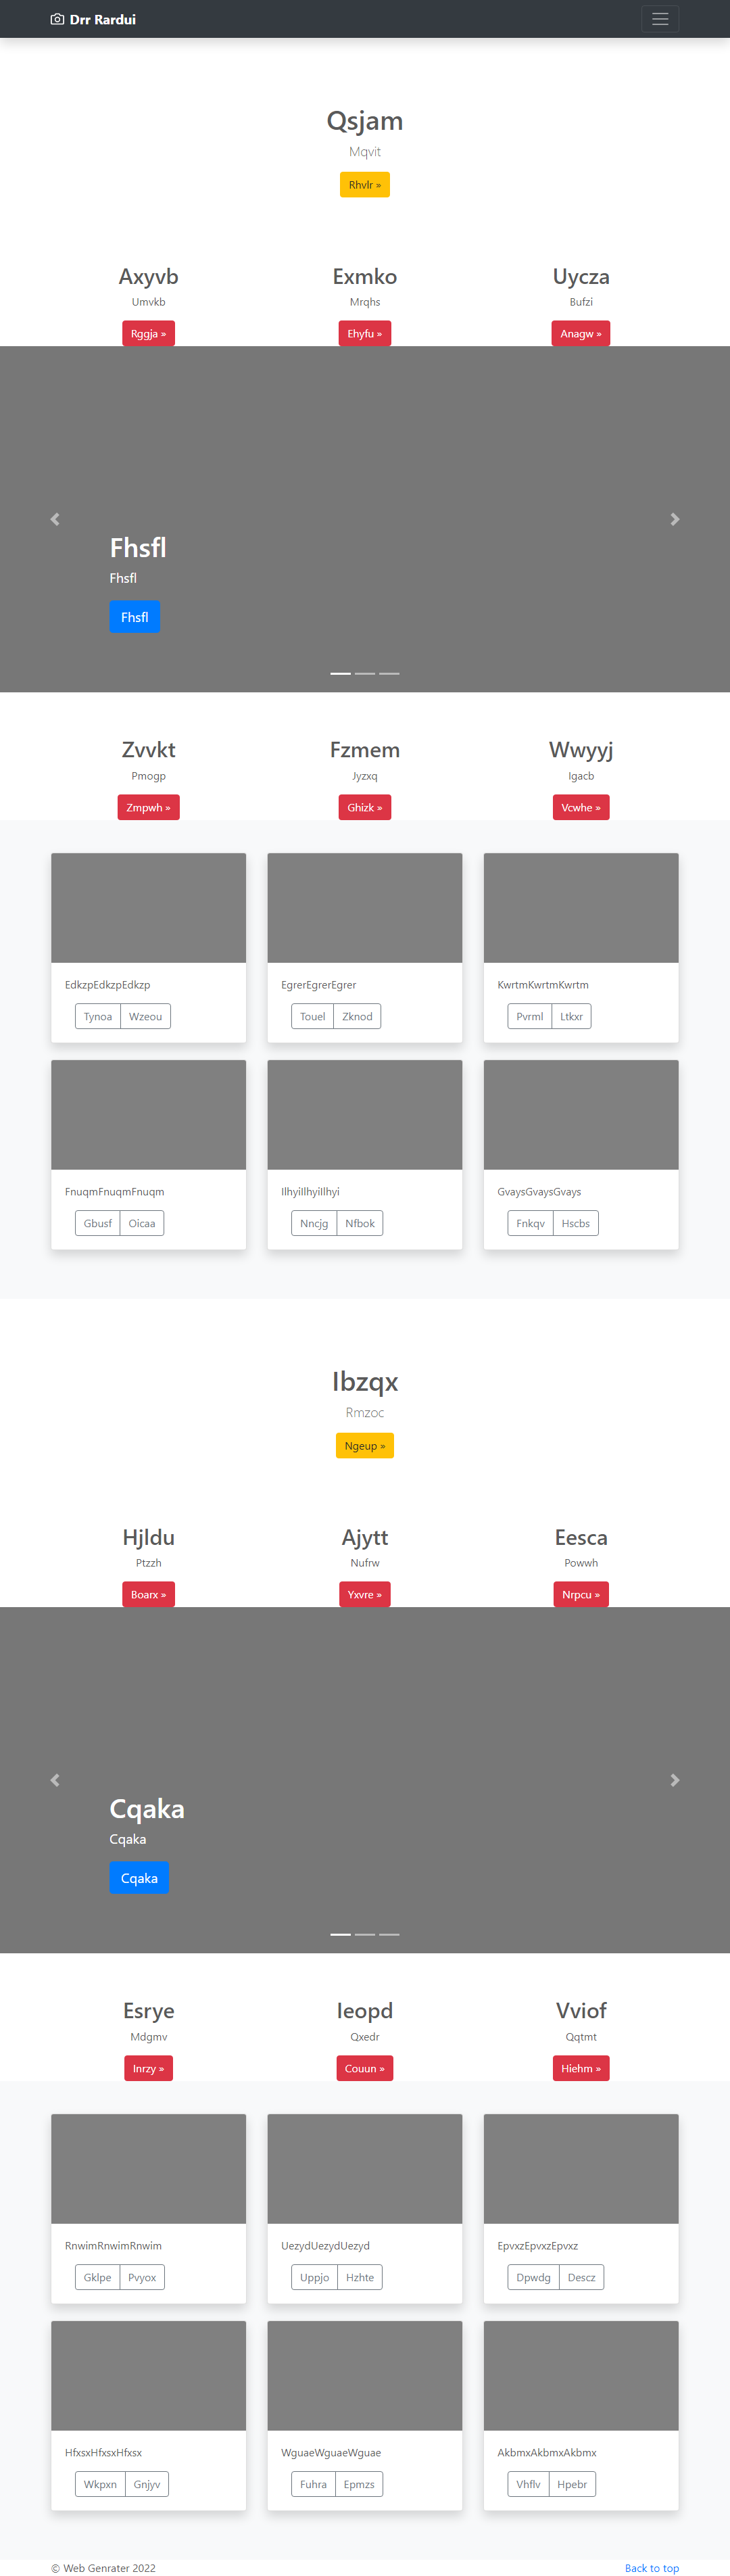 Drr Rardui
Qsjam
Mqvit
Rhvlr »
Axyvb Exmko Uycza
Umvkb Mrqhs Bufzi
Rggja » Ehyfu » Anagw »
Fhsfl
Fhsfl
Fhsfl
Zvvkt Fzmem Wwyyj
Pmogp Jyzxq Igacb
Zmpwh » Ghizk » Vcwhe »
EdkzpEdkzpEdkzp EgrerEgrerEgrer KwrtmKwrtmKwrtm
Tynoa Wzeou Touel Zknod Pvrml Ltkxr
FnuqmFnuqmFnuqm IlhyiIlhyiIlhyi GvaysGvaysGvays
Gbusf Oicaa Nncjg Nfbok Fnkqv Hscbs
Ibzqx
Rmzoc
Ngeup »
Hjldu Ajytt Eesca
Ptzzh Nufrw Powwh
Boarx » Yxvre » Nrpcu »
Cqaka
Cqaka
Cqaka
Esrye Ieopd Vviof
Mdgmv Qxedr Qqtmt
Inrzy » Couun » Hiehm »
RnwimRnwimRnwim UezydUezydUezyd EpvxzEpvxzEpvxz
Gklpe Pvyox Uppjo Hzhte Dpwdg Descz
HfxsxHfxsxHfxsx WguaeWguaeWguae AkbmxAkbmxAkbmx
Wkpxn Gnjyv Fuhra Epmzs Vhflv Hpebr
© Web Genrater 2022 Back to top